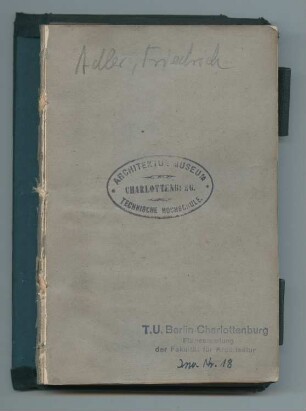 Adler, Friedrich
ARCHITEKTUR MUSEUM
CHARLOTTENBURG.
TECHNISCHE HOCHSCHULE.
T.U. Berlin Charlottenburg
der Fakultät für Architektur
Inv. Nr. 18